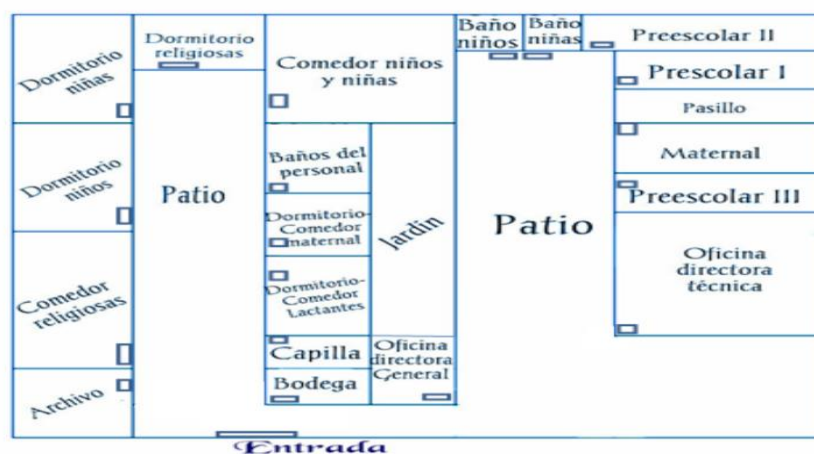 Dormitorio
niñas
Dormitorio
religiosas
Comedor niños
y niñas
Baño
niños
Baño
niñas
Preescolar II
Prescolar I
Pasillo
Maternal
Preescolar III
Oficina
directora
técnica
Dormitorio
niños
Patio
Baños del
personal
Dormitorio-
Comedor
maternal
Jardin
Patio
Dormitorio-
Comedor
Lactantes
Comedor
religiosas
Capilla
Oficina
directora
General
Bodega
Archivo
Entrada